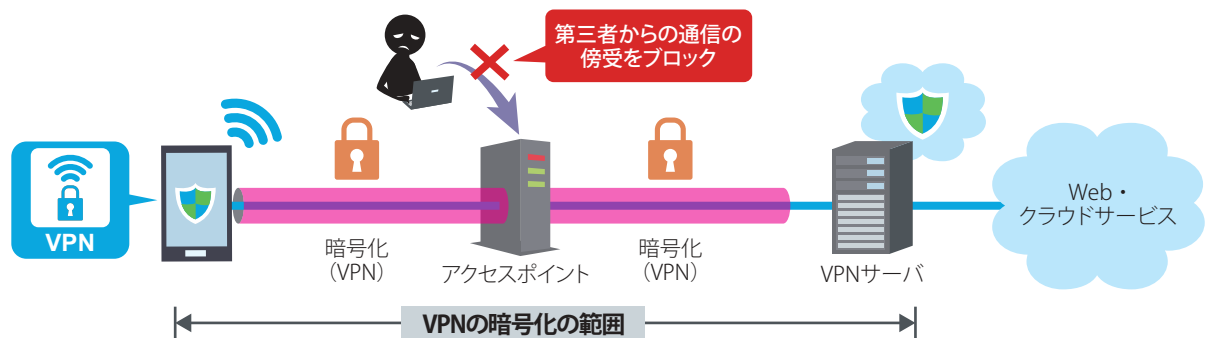 第三者からの通信の
傍受をブロック
VPN
暗号化
（VPN）
アクセスポイント
暗号化
（VPN）
VPNサーバ
Web・
クラウドサービス
VPNの暗号化の範囲